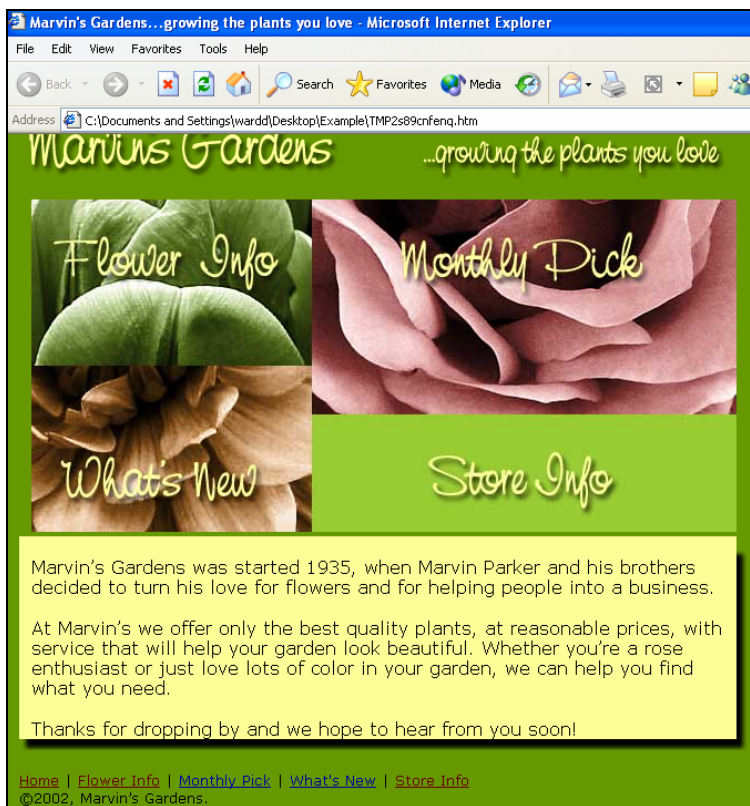 Marvin's Gardens...growing the plants you love - Microsoft Internet Explorer
File Edit View Favorites Tools Help
Back Search Favorites Media
Address C:\Documents and Settings\wardd\Desktop\Example\TMP2s89cnfenq.htm
Marvins Gardens ...growing the plants you love
Flower Info Monthly Pick
What's New Store Info
Marvin's Gardens was started 1935, when Marvin Parker and his brothers
decided to turn his love for flowers and for helping people into a business.
At Marvin's we offer only the best quality plants, at reasonable prices, with
service that will help your garden look beautiful. Whether you're a rose
enthusiast or just love lots of color in your garden, we can help you find
what you need.
Thanks for dropping by and we hope to hear from you soon!
Home | Flower Info | Monthly Pick | What's New | Store Info
©2002, Marvin's Gardens.